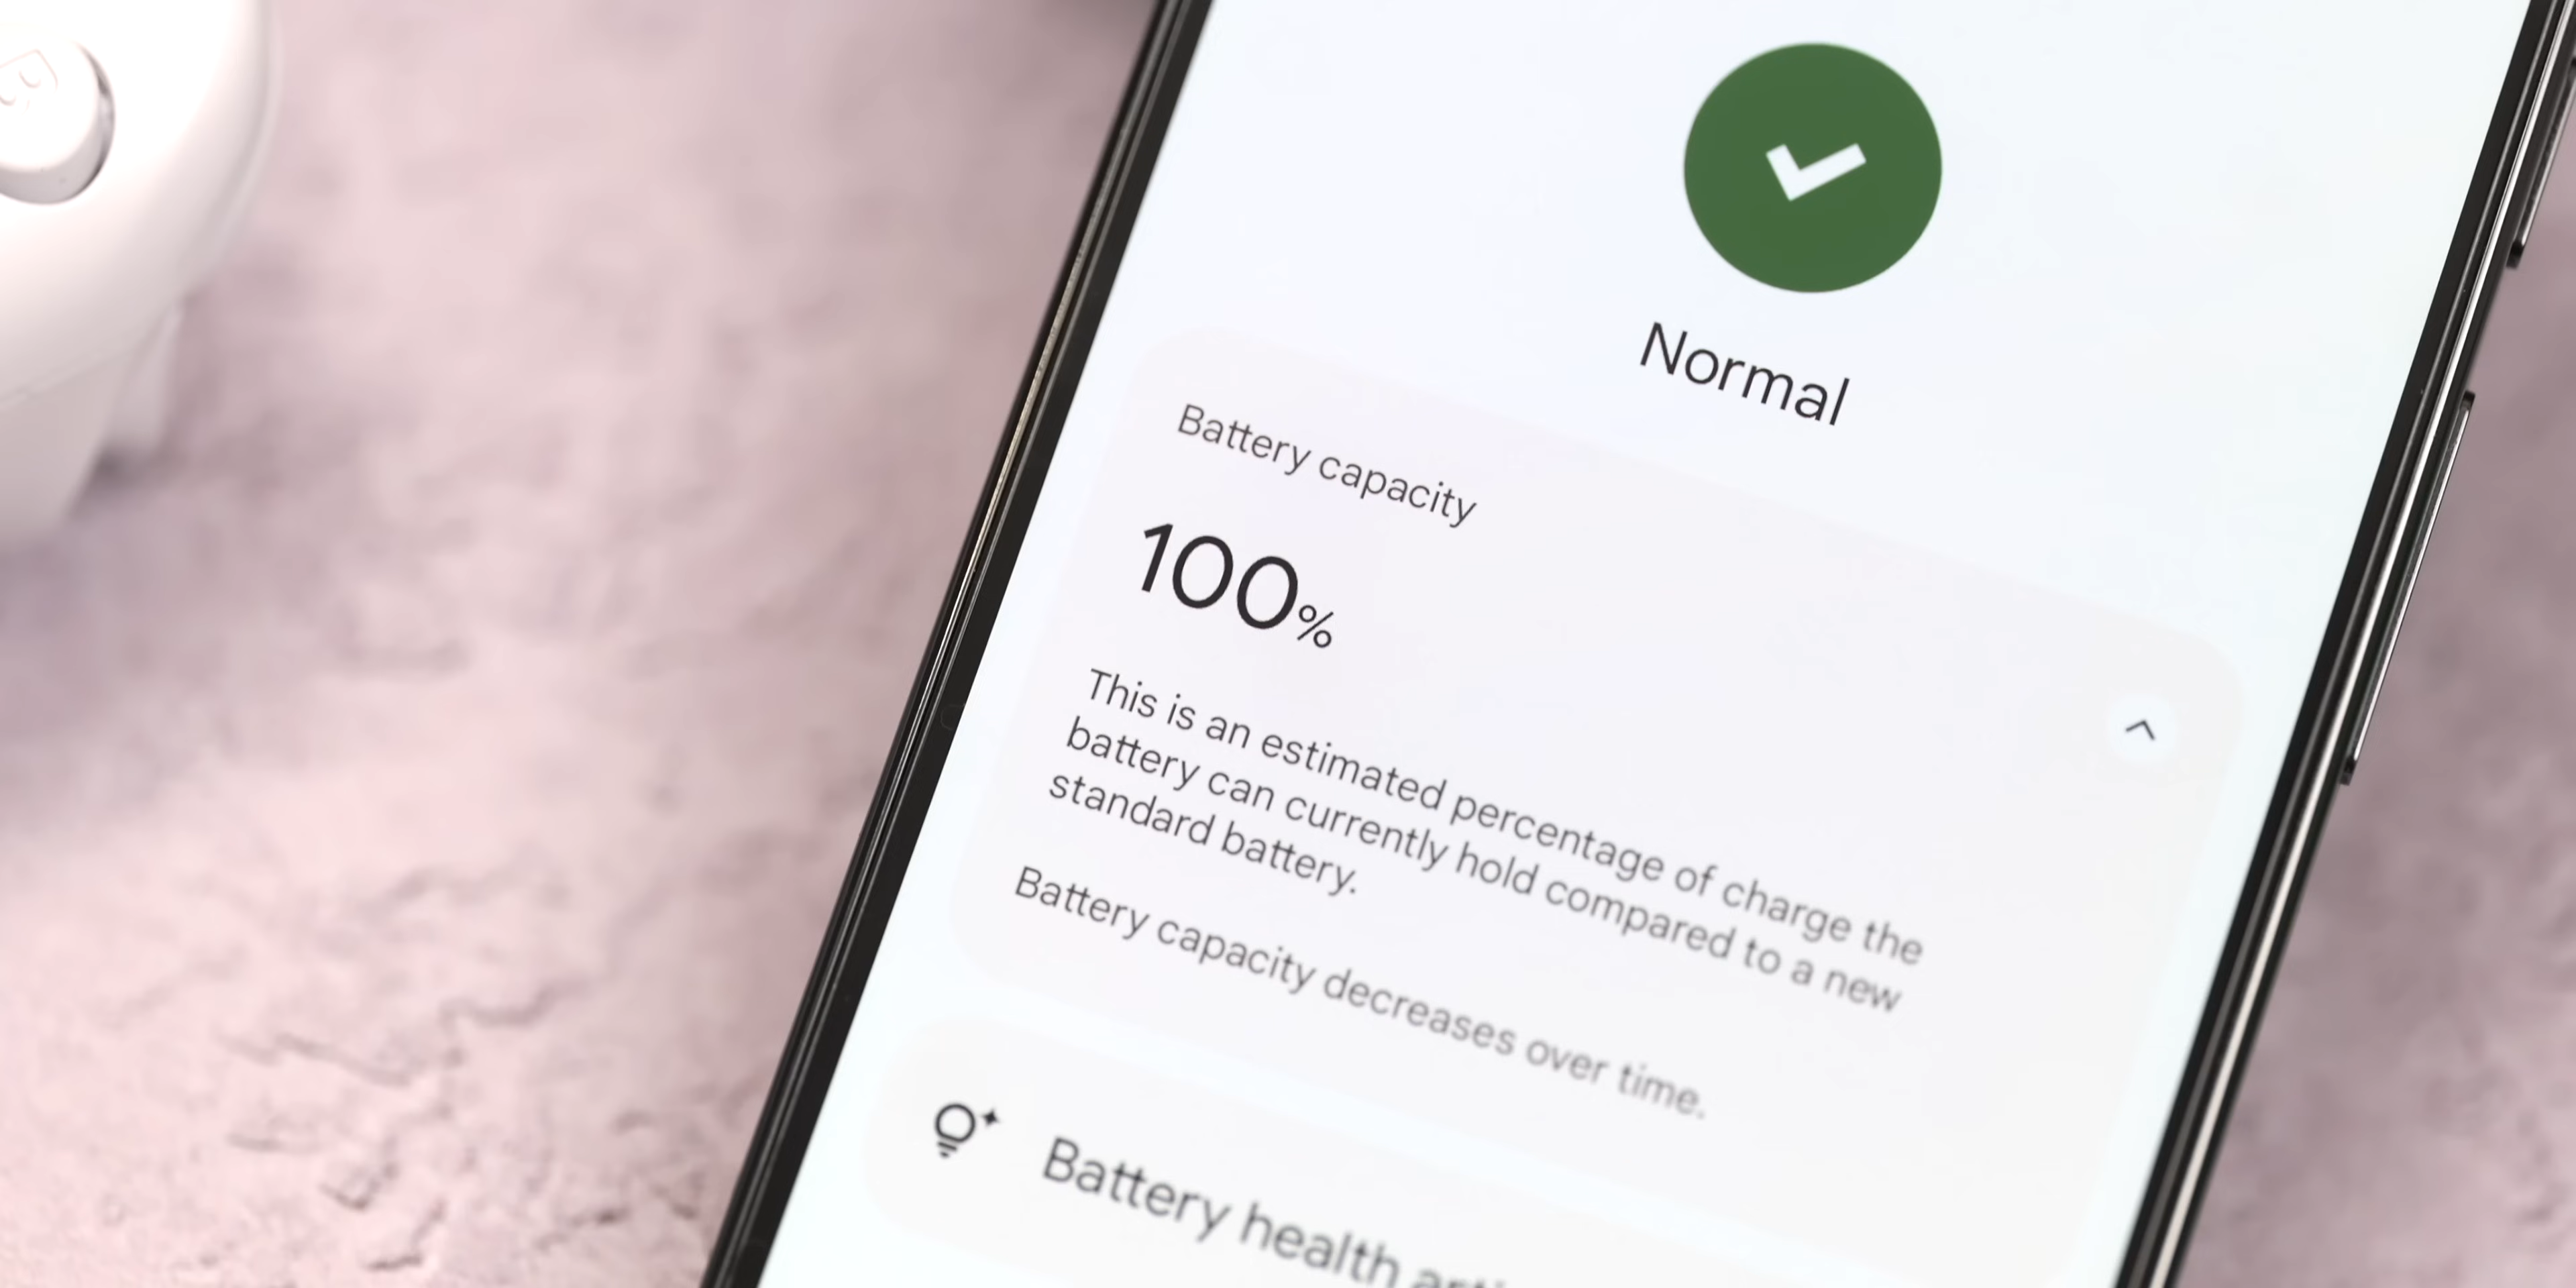 Normal
Battery capacity
100%
This is an estimated percentage of charge the
battery can currently hold compared to a new
standard battery.
Battery capacity decreases over time.
Battery health